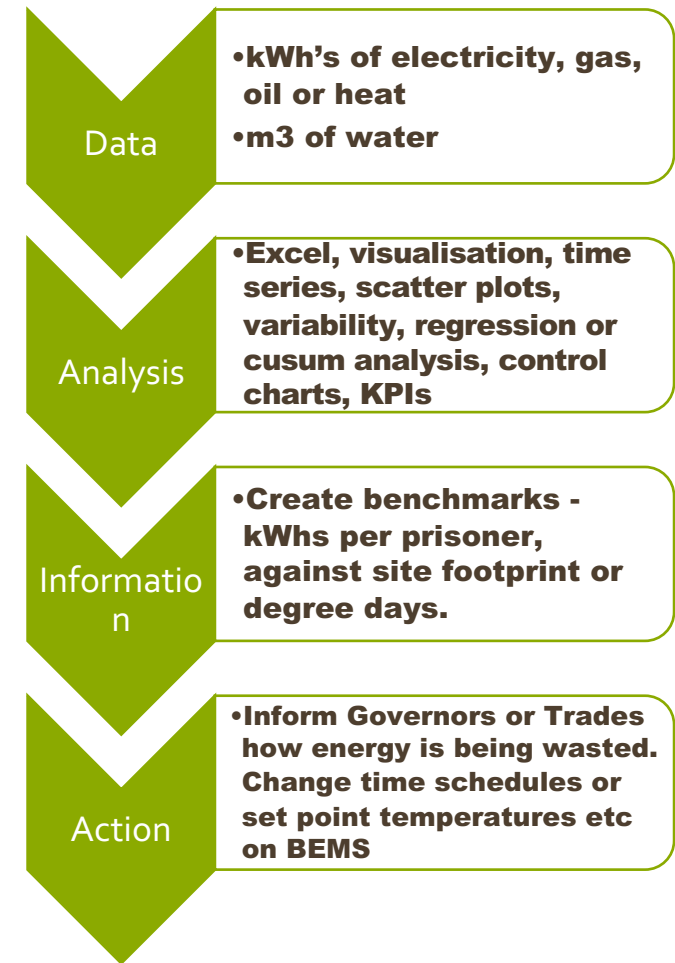 Data
•kWh’s of electricity, gas,
oil or heat
•m3 of water
Analysis
•Excel, visualisation, time
series, scatter plots,
variability, regression or
cusum analysis, control
charts, KPIs
Informatio
n
•Create benchmarks -
kWhs per prisoner,
against site footprint or
degree days.
Action
•Inform Governors or Trades
how energy is being wasted.
Change time schedules or
set point temperatures etc
on BEMS